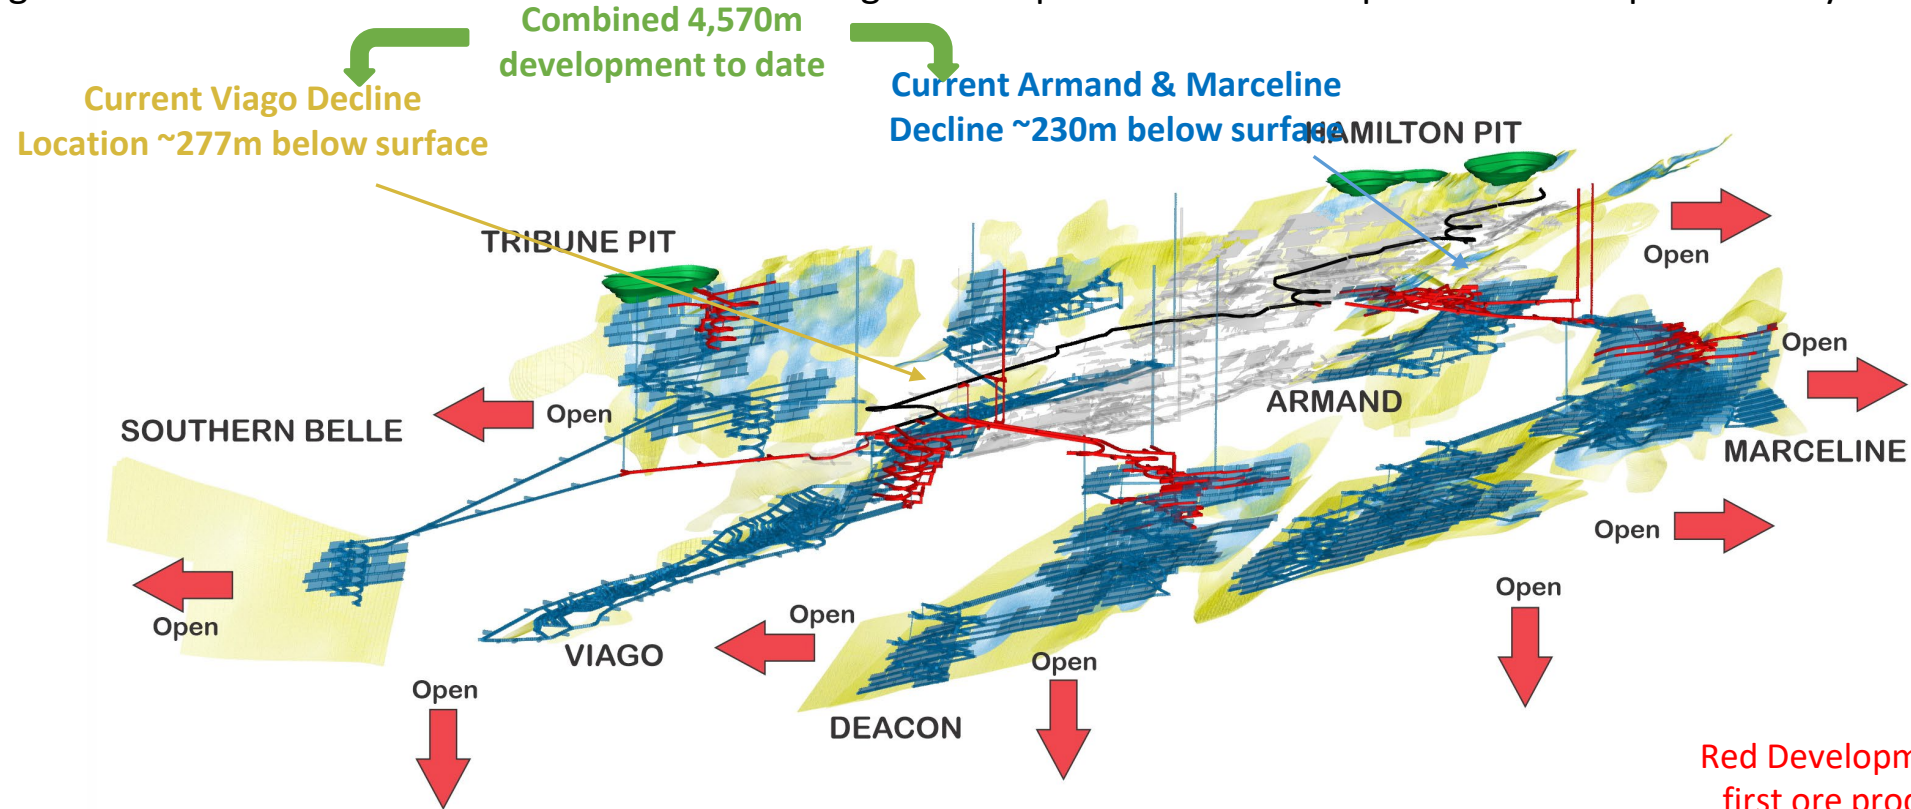 Combined 4,570m
development to date
Current Viago Decline
Location ~277m below surface
Current Armand & Marceline
Decline ~230m below surface
HAMILTON PIT
TRIBUNE PIT
Open
Open
Open
SOUTHERN BELLE
ARMAND
MARCELINE
Open
Open
Open
Open
VIAGO
Open
Open
DEACON
Red Developm
first ore proc